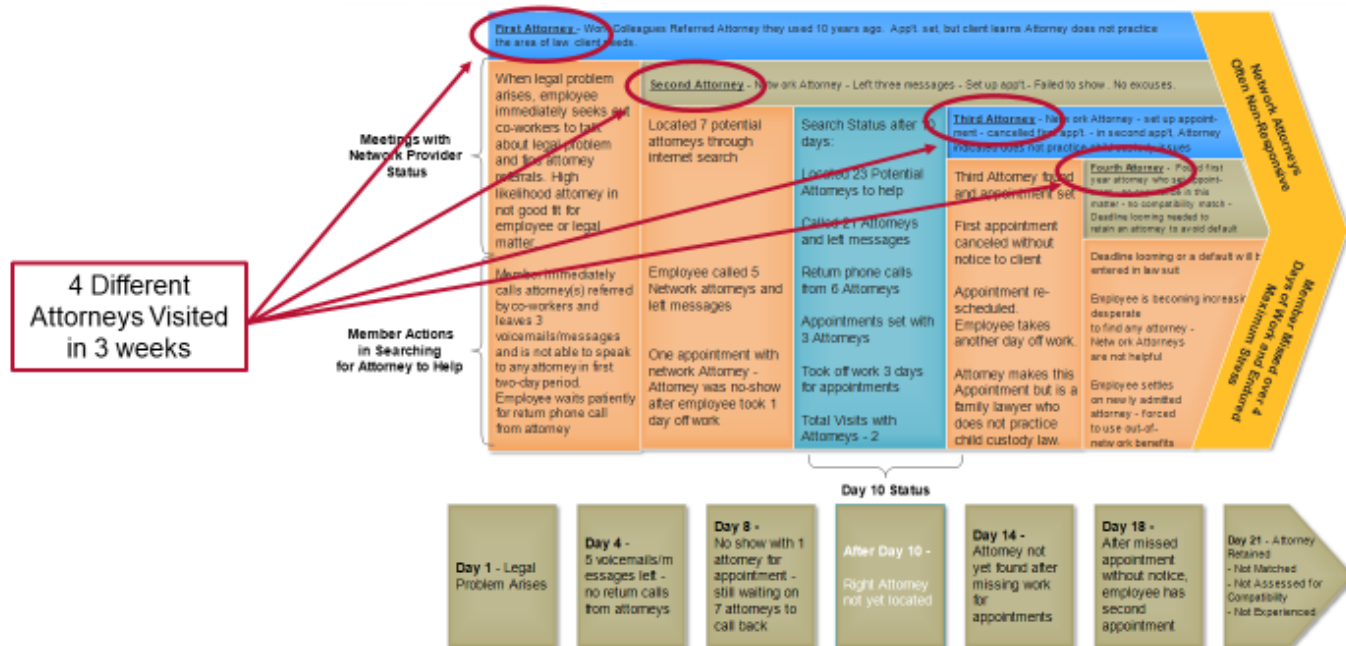 First Attorney - Work Colleagues Referred Attorney they used 10 years ago. App't. set, but client learns Attorney does not practice
the area of law client needs.
Second Attorney - Network Attorney - Left three messages - Set up app't - Failed to show. No excuses.
Third Attorney - Network Attorney - set up appoint-
ment - cancelled first app't. - in second app't, Attorney
indicated does not practice child custody issues
Fourth Attorney - Found first
year attorney who set appoint-
in this
matter - no compatibility match -
Deadline looming needed to
retain an attorney to avoid default
Network Attorneys
Often Non-Responsive
Member Missed over 4
Days of Work and Endured
Maximum Stress
Meetings with
Network Provider
Status
When legal problem
arises, employee
immediately seeks out
co-workers to talk
about legal problem
and attorney
referrals. High
likelihood attorney in
not good fit for
employee or legal
matter.
Located 7 potential
attorneys through
internet search
Search Status after 10
days:
Located 23 Potential
Attorneys to help
Called 21 Attorneys
and left messages
Return phone calls
from 6 Attorneys
Appointments set with
3 Attorneys
Took off work 3 days
for appointments
Total Visits with
Attorneys - 2
Third Attorney found
and appointment set
First appointment
canceled without
notice to client
Appointment re-
scheduled.
Employee takes
another day off work.
Attorney makes this
Appointment but is a
family lawyer who
does not practice
child custody law.
Deadline looming or a default will be
entered in law suit
Employee is becoming increasing
desperate
to find any attorney -
Network Attorneys
are not helpful
Employee settles
on newly admitted
attorney - forced
to use out-of-
network benefits
4 Different
Attorneys Visited
in 3 weeks
Member Actions
in Searching
for Attorney to Help
Member immediately
calls attorney(s) referred
by co-workers and
leaves 3
voicemails/messages
and is not able to speak
to any attorney in first
two-day period.
Employee waits patiently
for return phone call
from attorney
Employee called 5
Network attorneys and
left messages
One appointment with
network Attorney -
Attorney was no-show
after employee took 1
day off work
Day 10 Status
Day 1 - Legal
Problem Arises
Day 4 -
5 voicemails/m
essages left -
no return calls
from attorneys
Day 8 -
No show with 1
attorney for
appointment -
still waiting on
7 attorneys to
call back
After Day 10 -
Right Attorney
not yet located
Day 14 -
Attorney not
yet found after
missing work
for
appointments
Day 18 -
After missed
appointment
without notice,
employee has
second
appointment
Day 21 - Attorney
Retained
- Not Matched
- Not Assessed for
Compatibility
- Not Experienced